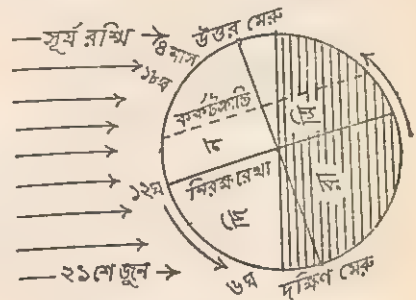 উত্তর মেরু
সূর্য রশ্মি
৪ মাস
১৮ঘ
কর্কটক্রান্তি
দি
ন
রা
ত্রি
১২ঘ
নিরক্ষরেখা
৬ঘ
২১শে জুন
দক্ষিণ মেরু